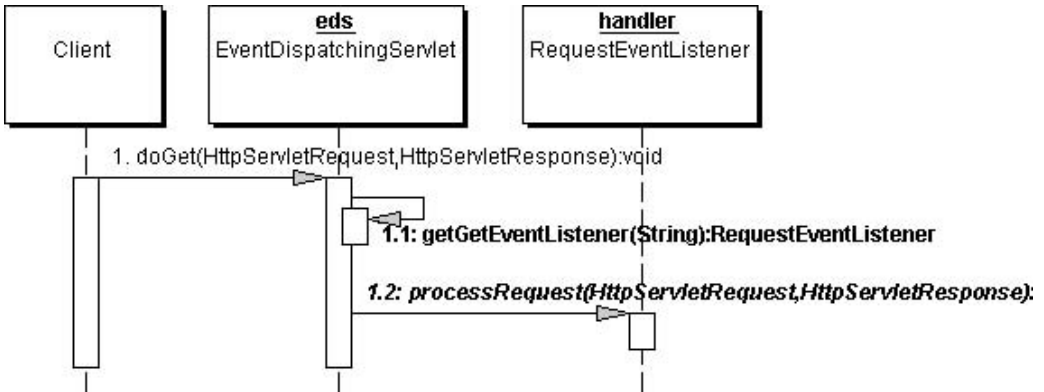 Client
eds
EventDispatchingServlet
handler
RequestEventListener
1. doGet(HttpServletRequest,HttpServletResponse):void
1.1: getGetEventListener(String):RequestEventListener
1.2: processRequest(HttpServletRequest,HttpServletResponse):